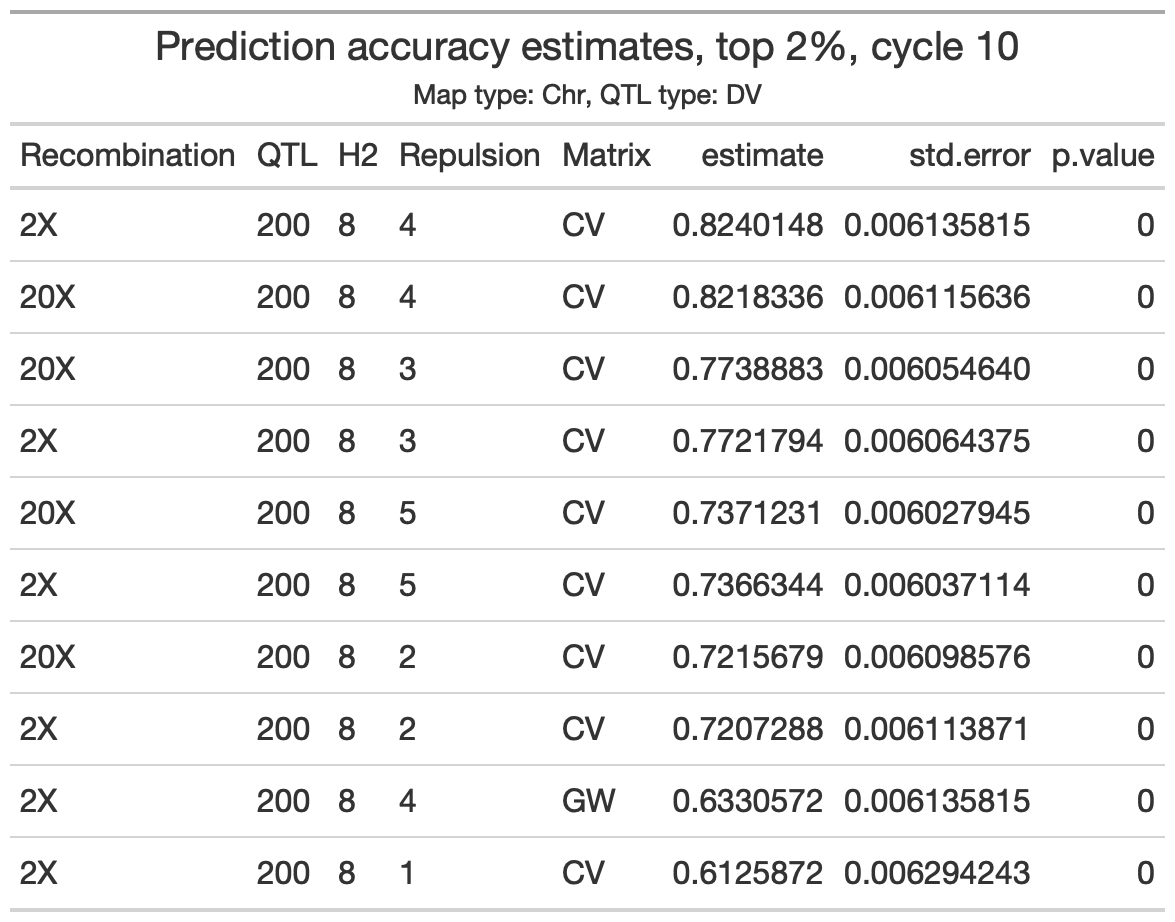 Prediction accuracy estimates, top 2%, cycle 10
Map type: Chr, QTL type: DV
Recombination QTL H2 Repulsion Matrix estimate std.error p.value
2X 200 8 4 CV 0.8240148 0.006135815 0
20X 200 8 4 CV 0.8218336 0.006115636 0
20X 200 8 3 CV 0.7738883 0.006054640 0
2X 200 8 3 CV 0.7721794 0.006064375 0
20X 200 8 5 CV 0.7371231 0.006027945 0
2X 200 8 5 CV 0.7366344 0.006037114 0
20X 200 8 2 CV 0.7215679 0.006098576 0
2X 200 8 2 CV 0.7207288 0.006113871 0
2X 200 8 4 GW 0.6330572 0.006135815 0
2X 200 8 1 CV 0.6125872 0.006294243 0